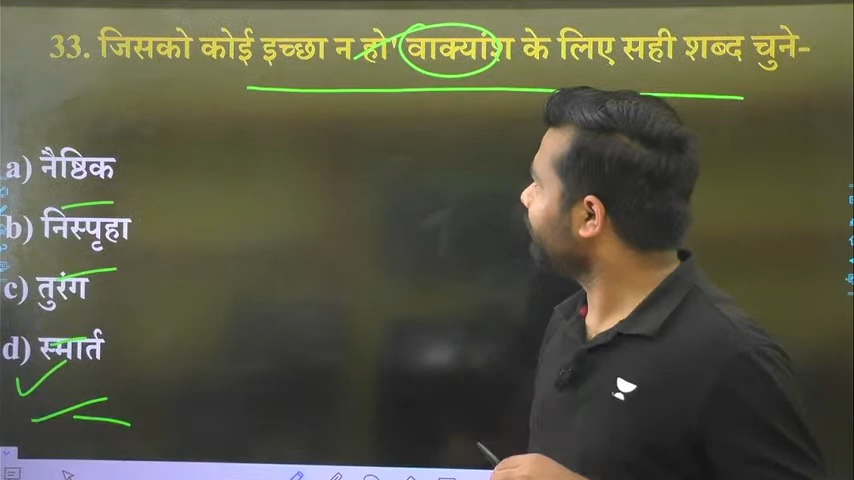 33. जिसको कोई इच्छा न हो' वाक्यांश के लिए सही शब्द चुने-
a) नैष्ठिक
b) निस्पृहा
c) तुरंग
d) स्मार्त